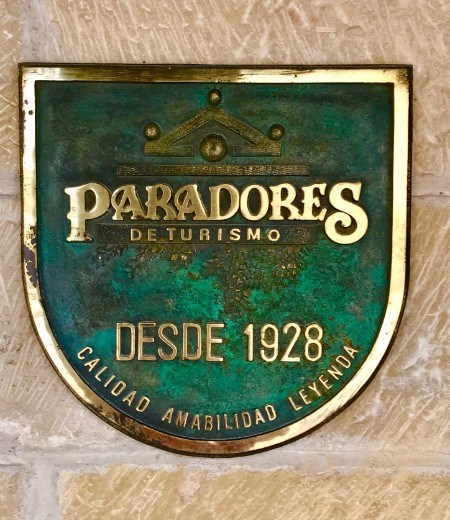 PARADORES
DE TURISMO
DESDE 1928
CALIDAD AMABILIDAD LEYENDA